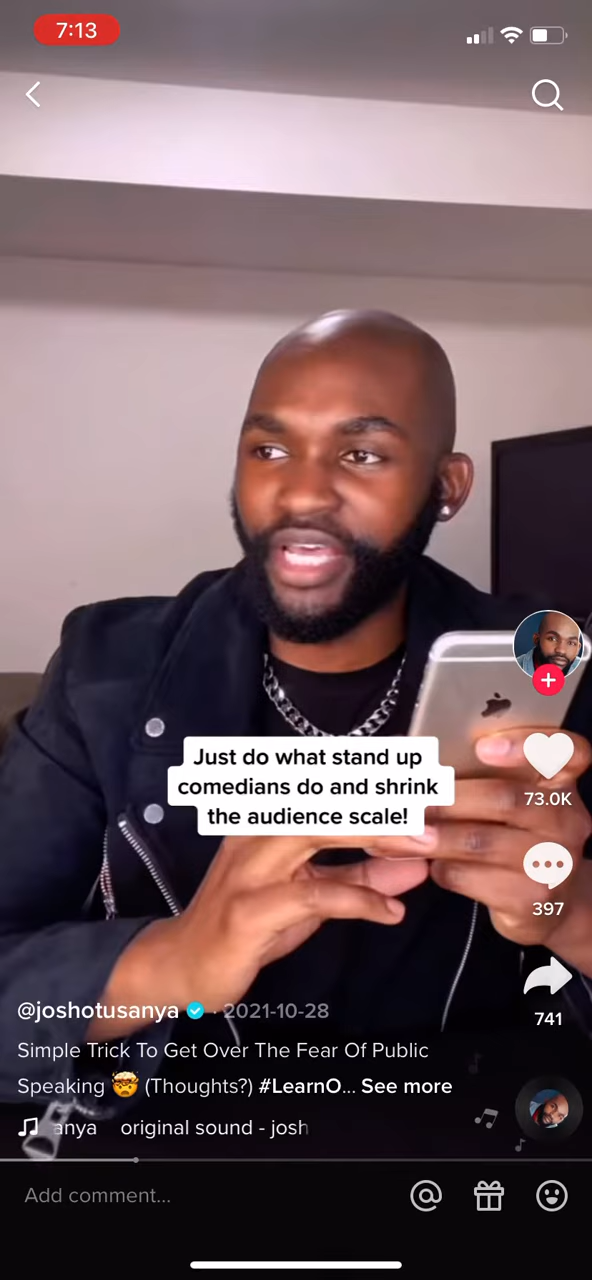 7:13
Just do what stand up
comedians do and shrink
the audience scale!
73.0K
397
741
@joshotusanya · 2021-10-28
Simple Trick To Get Over The Fear Of Public
Speaking 🤯 (Thoughts?) #LearnO... See more
anya original sound - josh
Add comment...